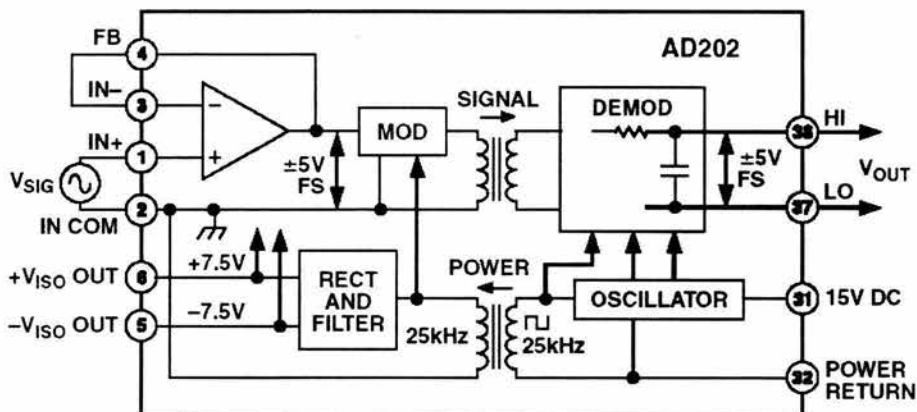 FB
4
AD202
IN–
3
SIGNAL
DEMOD
MOD
IN+
1
–
+
±5V
FS
±5V
FS
38
HI
V_OUT
V_SIG
2
IN COM
37
LO
+V_ISO OUT
6
+7.5V
POWER
RECT
AND
FILTER
OSCILLATOR
31
15V DC
–V_ISO OUT
5
–7.5V
25kHz
25kHz
32
POWER
RETURN